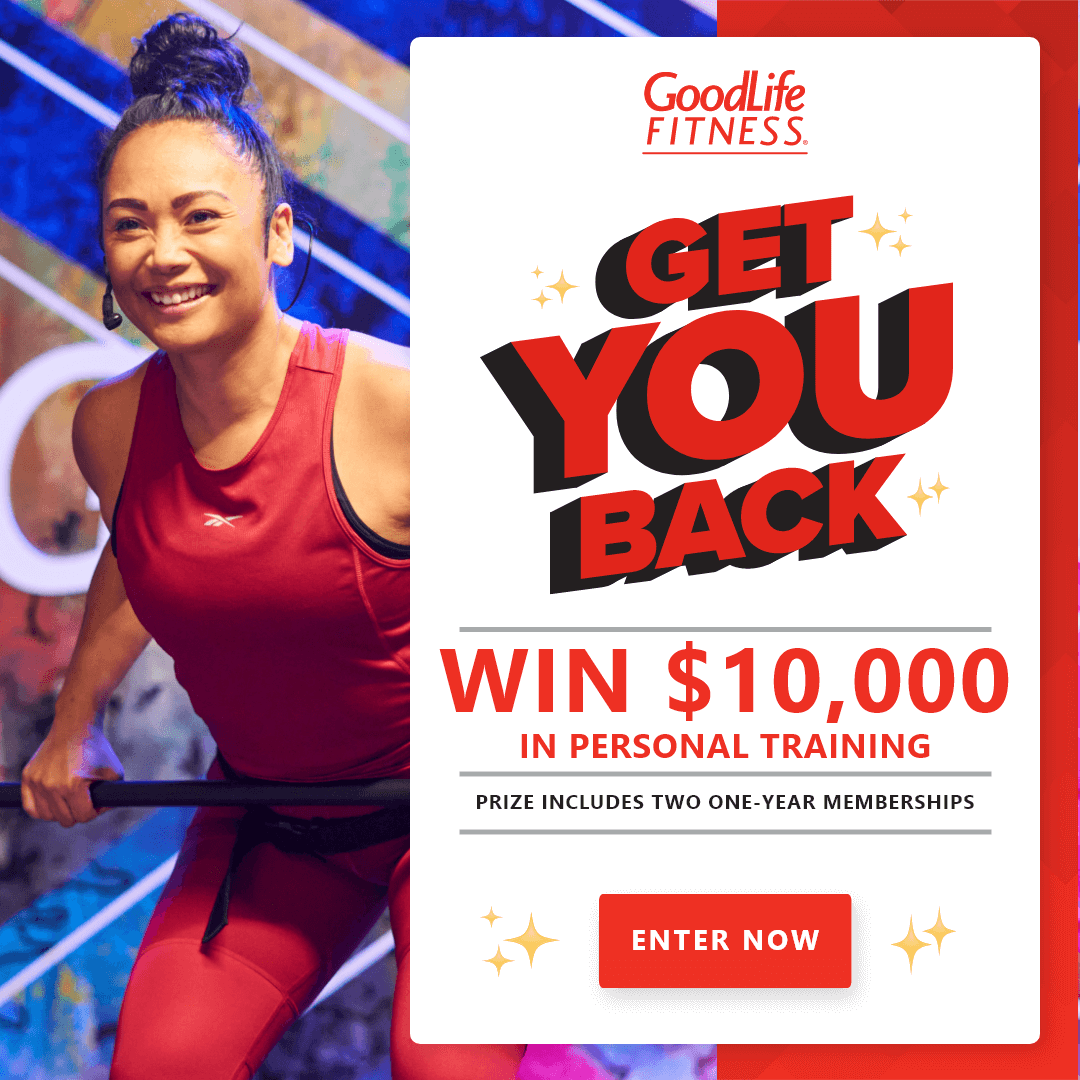 GoodLife
FITNESS
GET
YOU
BACK
WIN $10,000
IN PERSONAL TRAINING
PRIZE INCLUDES TWO ONE-YEAR MEMBERSHIPS
ENTER NOW